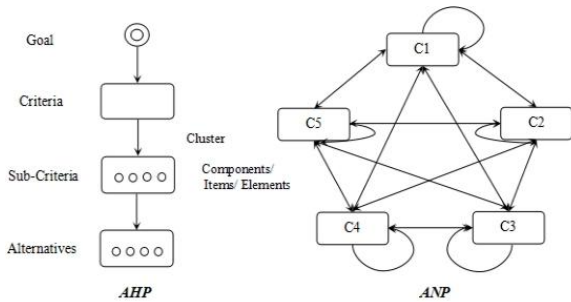 Goal
Criteria
Cluster
Sub-Criteria
Components/
Items/ Elements
Alternatives
AHP
C1
C5
C2
C4
C3
ANP